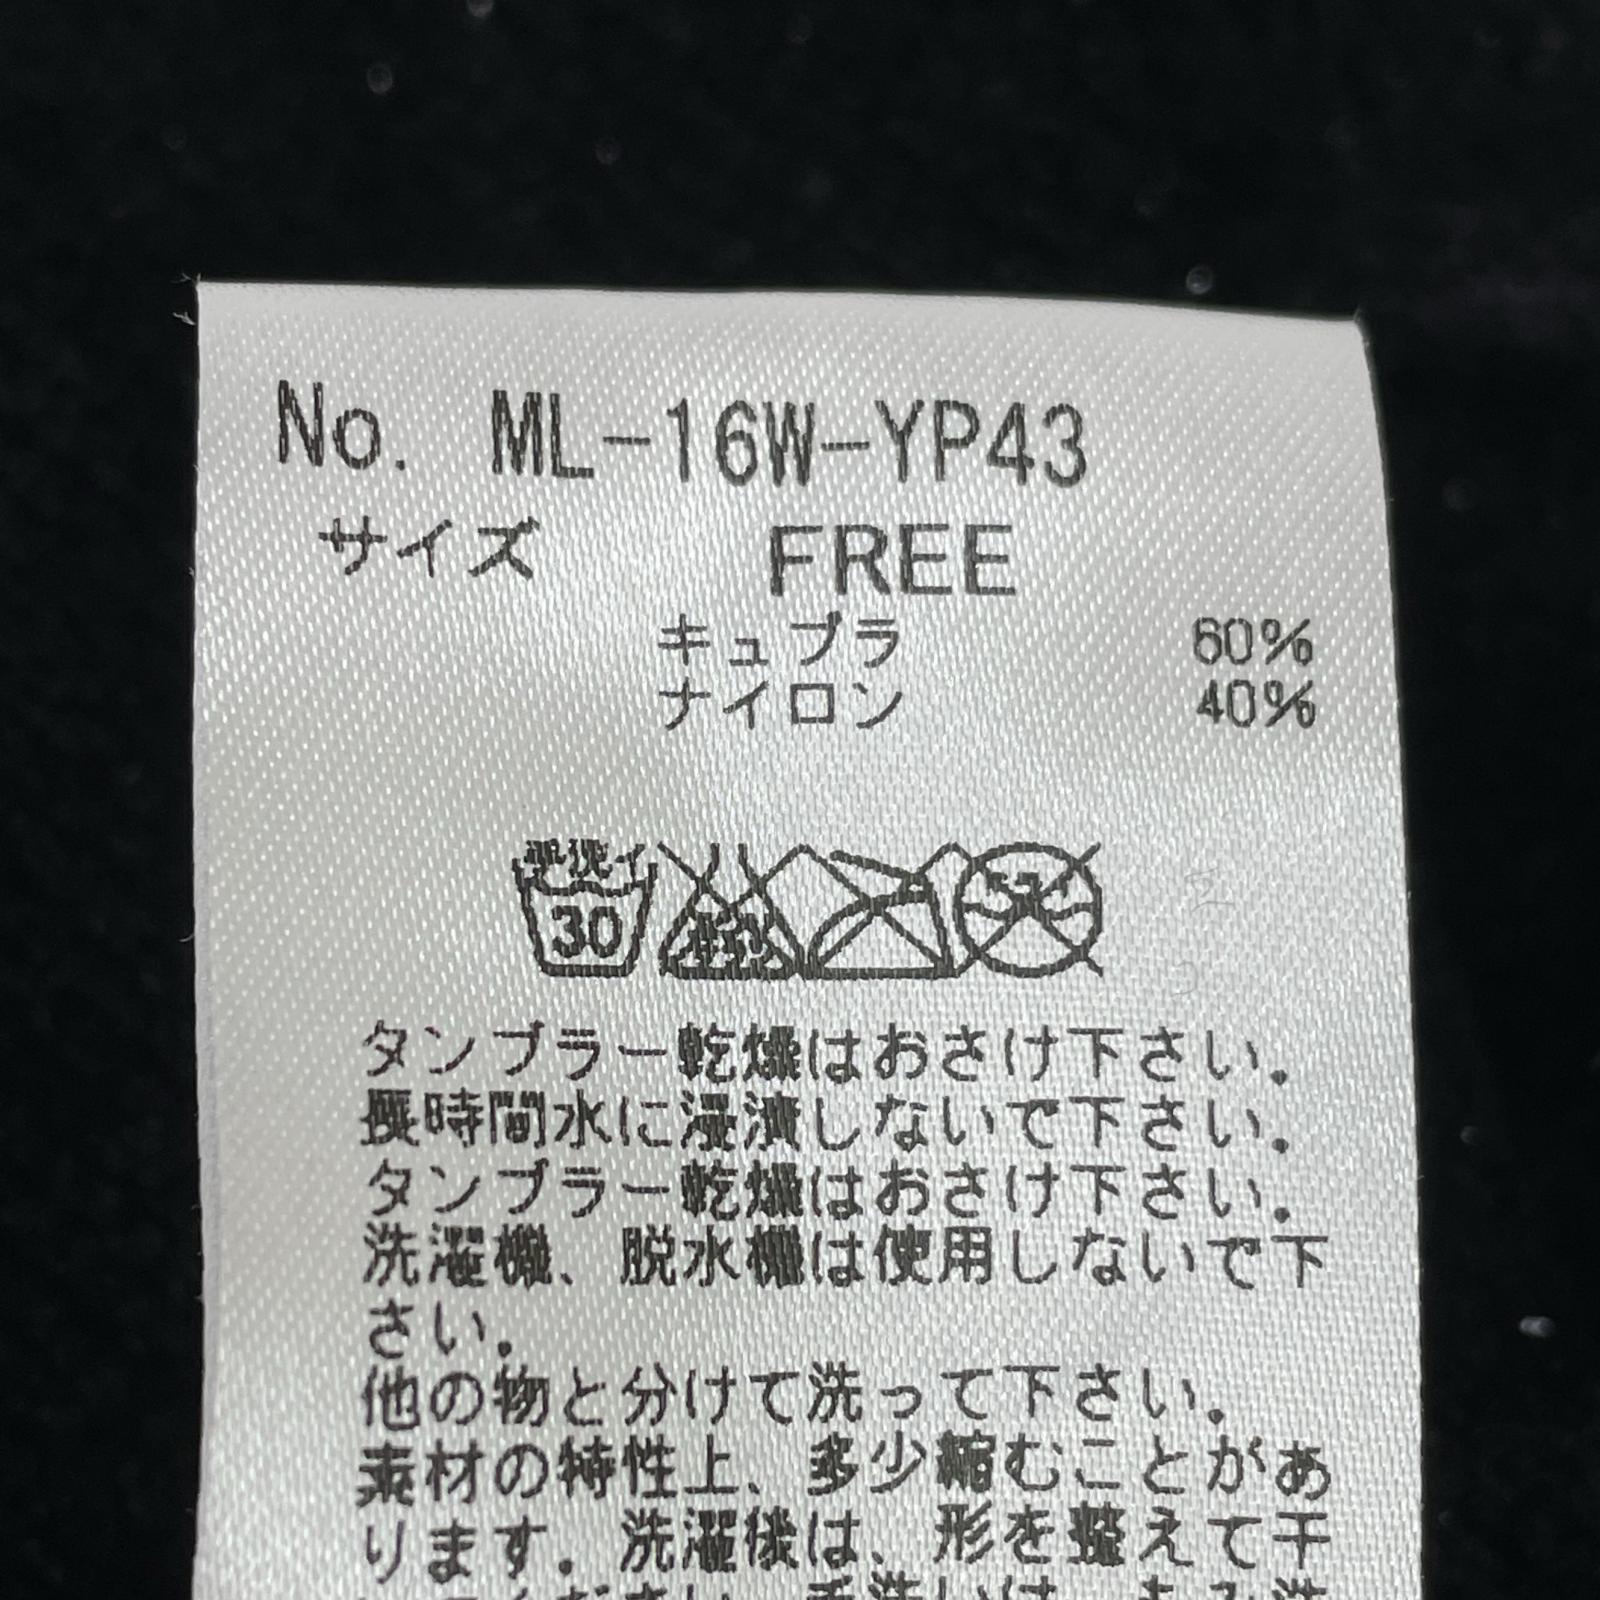 No. ML-16W-YP43
サイズ FREE
キュプラ 60%
ナイロン 40%
手洗イ
30
タンブラー乾燥はおさけ下さい。
長時間水に浸漬しないで下さい。
タンブラー乾燥はおさけ下さい。
洗濯機、脱水機は使用しないで下
さい。
他の物と分けて洗って下さい。
素材の特性上、多少縮むことがあ
ります。洗濯後は、形を整えて干